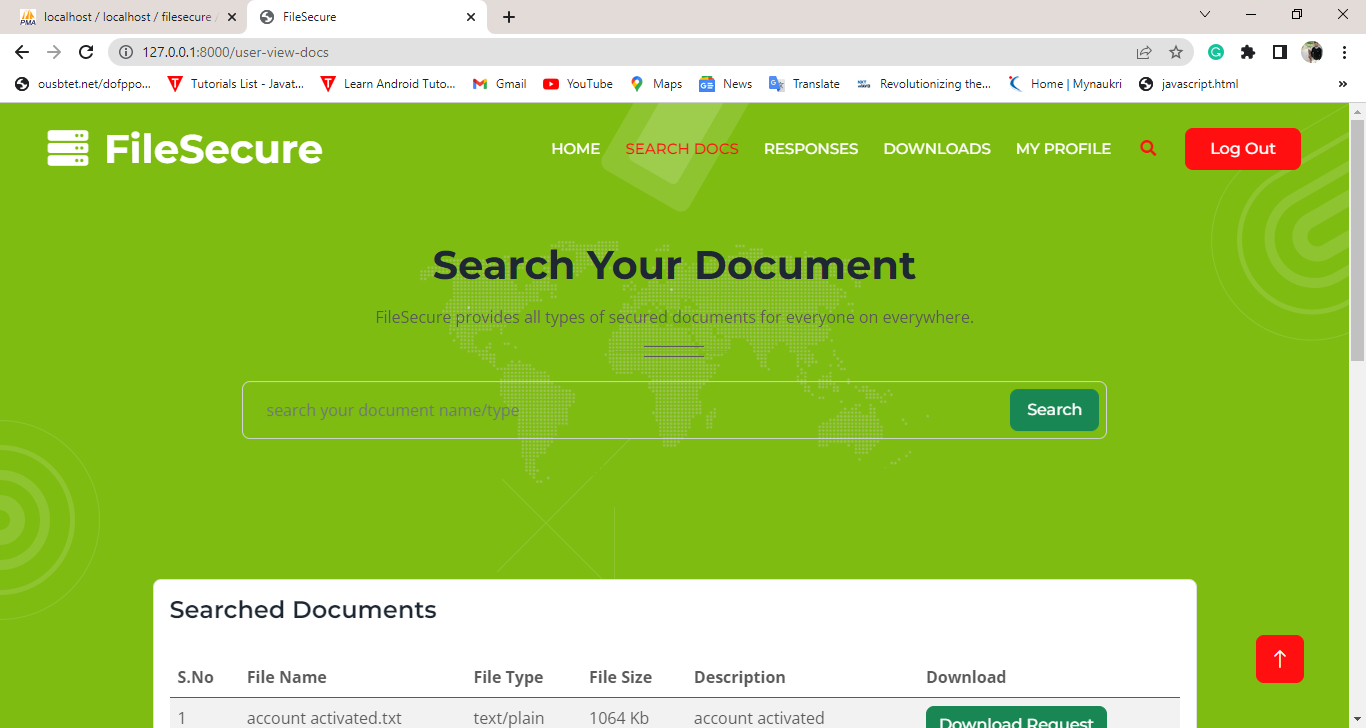 localhost / localhost / filesecure /
FileSecure
127.0.0.1:8000/user-view-docs
ousbtet.net/dofppo... Tutorials List - Javat... Learn Android Tuto... Gmail YouTube Maps News Translate Revolutionizing the... Home | Mynaukri javascript.html »
FileSecure
HOME SEARCH DOCS RESPONSES DOWNLOADS MY PROFILE Log Out
Search Your Document
FileSecure provides all types of secured documents for everyone on everywhere.
search your document name/type Search
Searched Documents
S.No File Name File Type File Size Description Download
1 account activated.txt text/plain 1064 Kb account activated Download Request